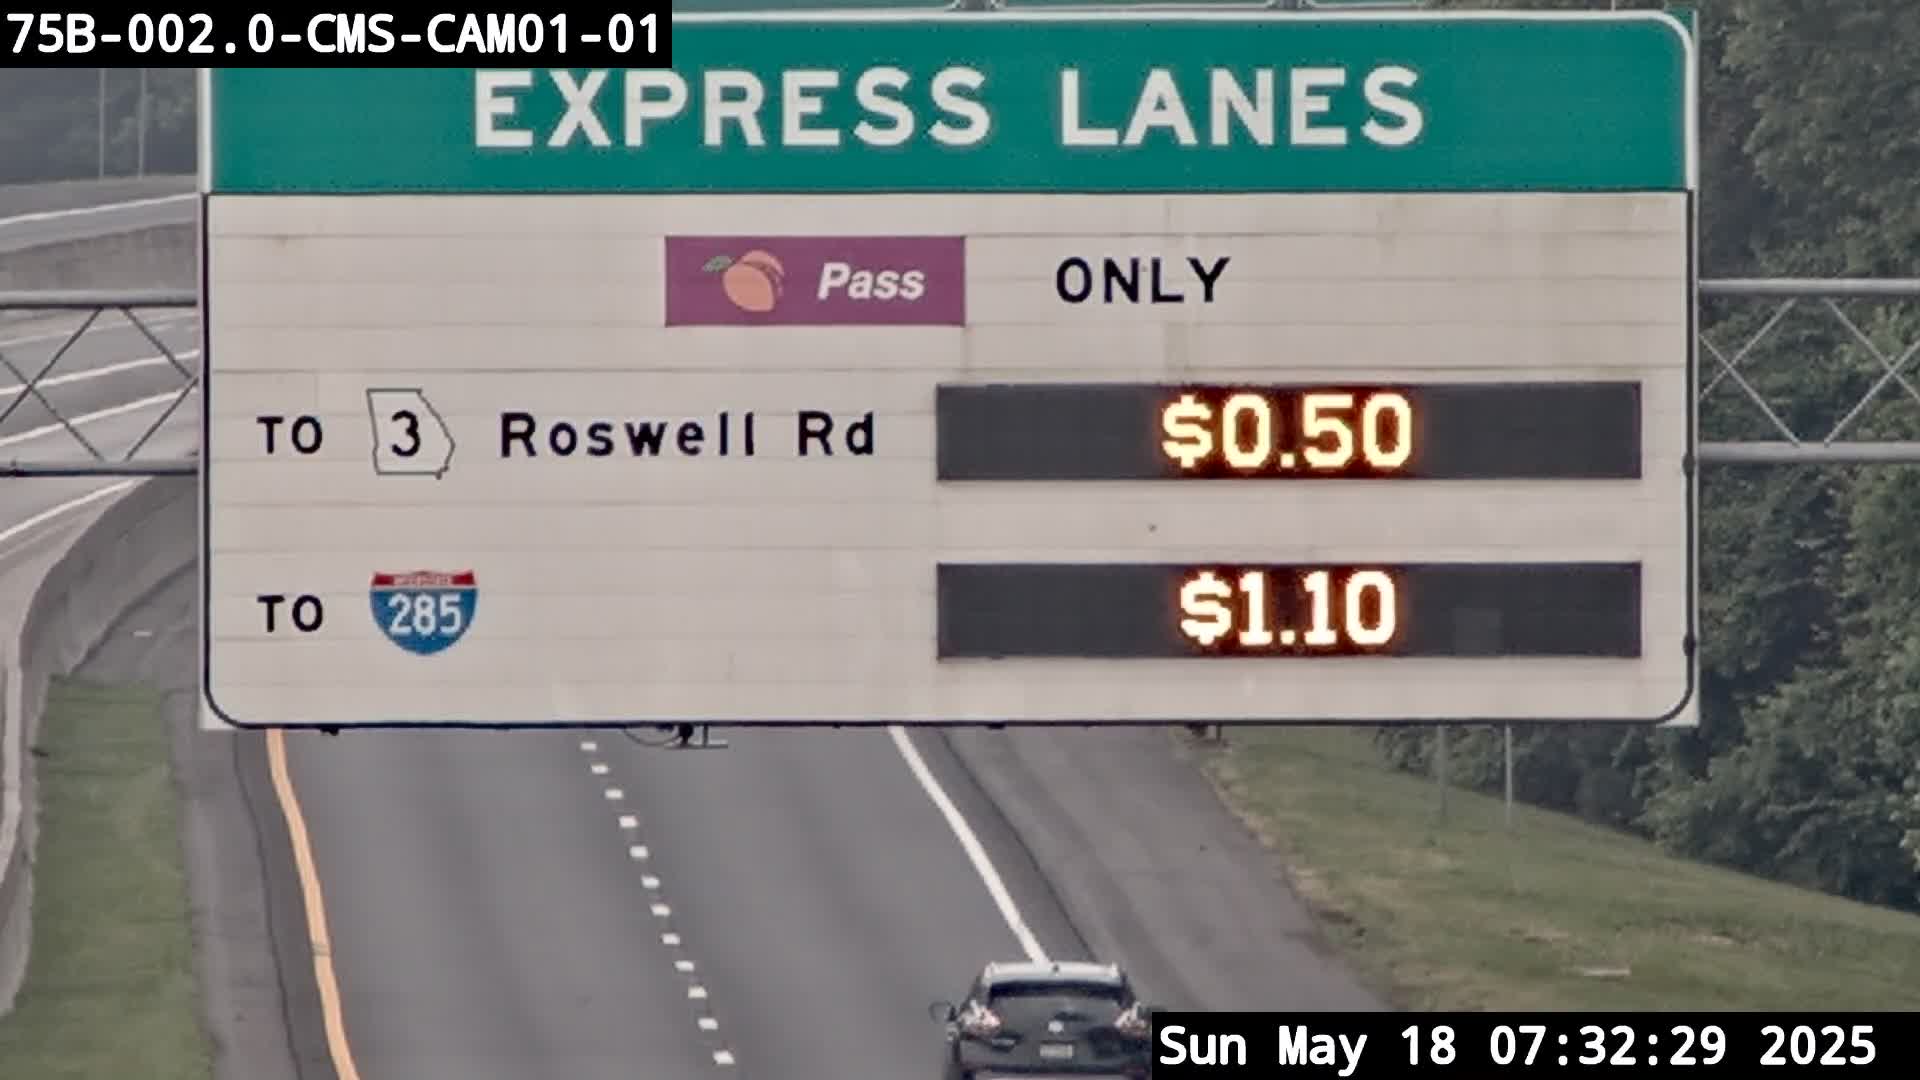 75B-002.0-CMS-CAM01-01
EXPRESS LANES
Pass ONLY
TO 3 Roswell Rd $0.50
INTERSTATE
TO 285 $1.10
Sun May 18 07:32:29 2025